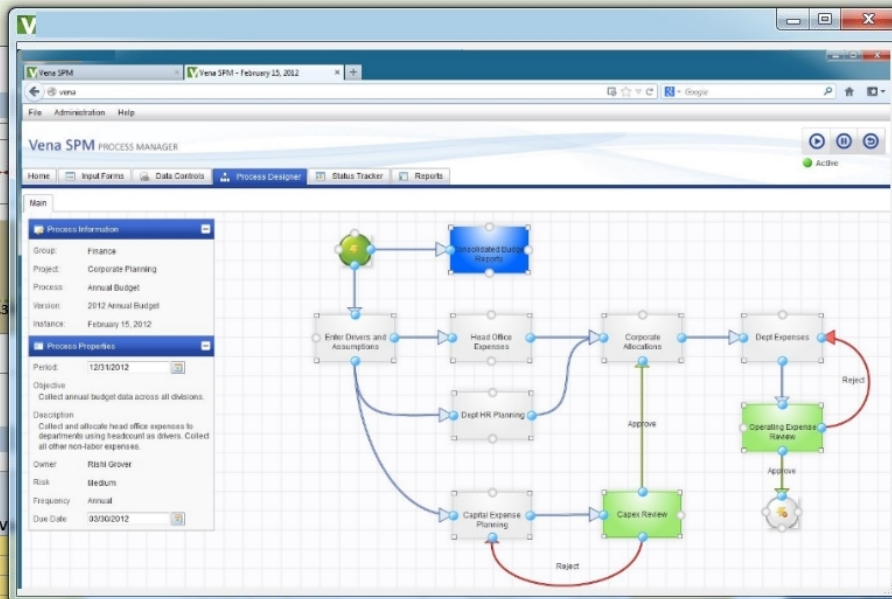 Vena SPM
Vena SPM - February 15, 2012
vena
Google
File Administration Help
Vena SPM PROCESS MANAGER
Active
Home Input Forms Data Controls Process Designer Status Tracker Reports
Main
Process Information
Group: Finance
Project: Corporate Planning
Process: Annual Budget
Version: 2012 Annual Budget
Instance: February 15, 2012
Process Properties
Period: 12/31/2012
Objective
Collect annual budget data across all divisions.
Description
Collect and allocate head office expenses to
departments using headcount as drivers. Collect
all other non-labor expenses.
Owner Rishi Grover
Risk Medium
Frequency Annual
Due Date 03/30/2012
Consolidated Budget
Reports
Enter Drivers and
Assumptions
Head Office
Expenses
Corporate
Allocations
Dept Expenses
Reject
Dept HR Planning
Approve
Operating Expense
Review
Approve
Capital Expense
Planning
Capex Review
Reject